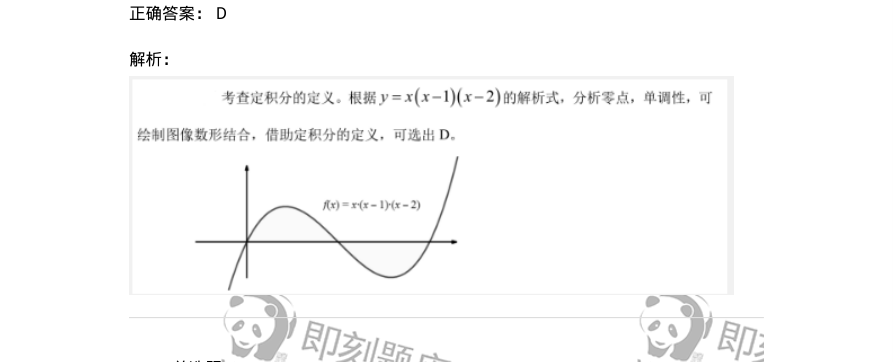 正确答案： D
解析：
考查定积分的定义。根据 y = x(x−1)(x−2) 的解析式，分析零点，单调性，可
绘制图像数形结合，借助定积分的定义，可选出 D。
f(x) = x·(x − 1)·(x − 2)
即刻题库
即